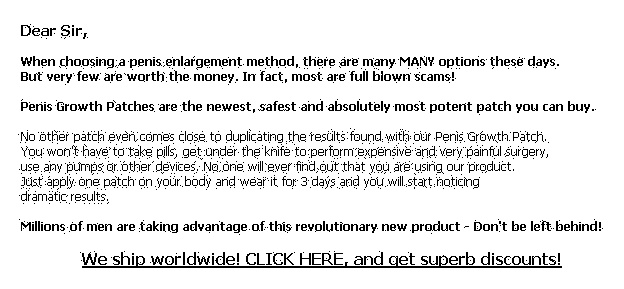 Dear Sir,
When choosing a penis enlargement method, there are many MANY options these days.
But very few are worth the money. In fact, most are full blown scams!
Penis Growth Patches are the newest, safest and absolutely most potent patch you can buy.
No other patch even comes close to duplicating the results found with our Penis Growth Patch.
You won't have to take pills, get under the knife to perform expensive and very painful surgery,
use any pumps or other devices. No one will ever find out that you are using our product.
Just apply one patch on your body and wear it for 3 days and you will start noticing
dramatic results.
Millions of men are taking advantage of this revolutionary new product - Don't be left behind!
We ship worldwide! CLICK HERE, and get superb discounts!